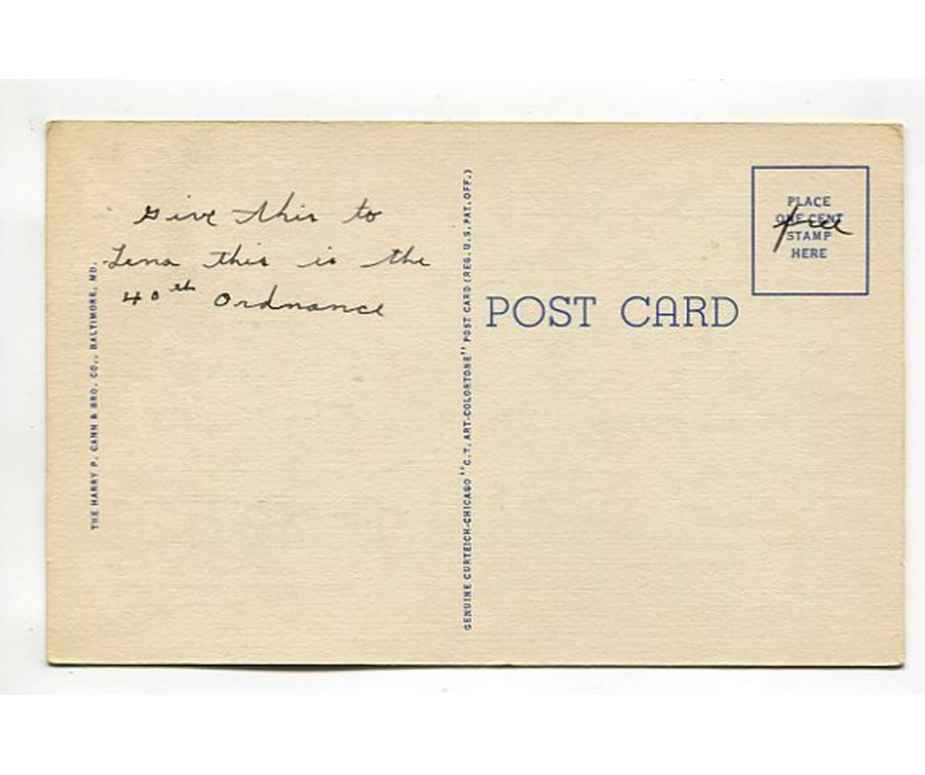 Give this to
Lena this is the
40th Ordnance
THE HARRY P. CANN & BRO. CO., BALTIMORE, MD.
GENUINE CURTEICH-CHICAGO "C.T. ART-COLORTONE" POST CARD (REG. U.S. PAT. OFF.)
POST CARD
PLACE
ONE CENT
STAMP
HERE
free